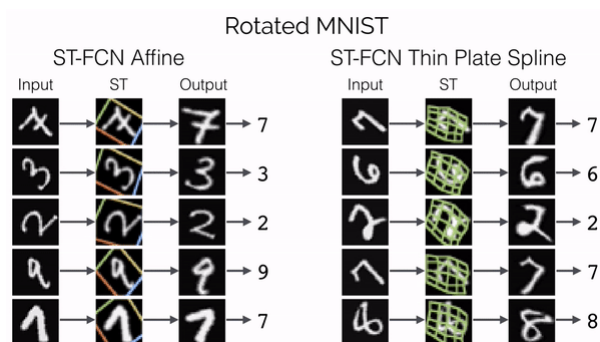 Rotated MNIST
ST-FCN Affine
Input ST Output
7
3
2
9
7
ST-FCN Thin Plate Spline
Input ST Output
7
6
2
7
8